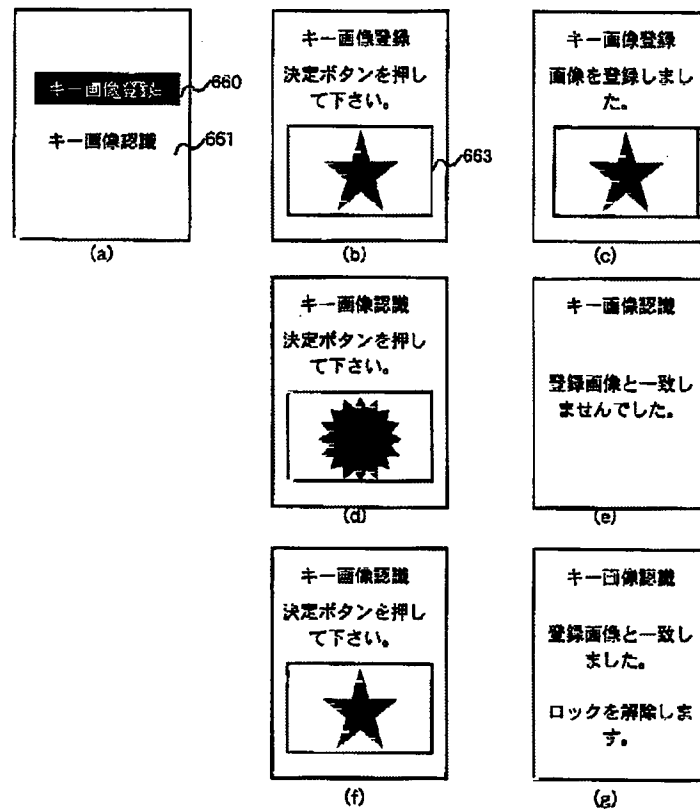 キー画像登録
660
キー画像認識
661
(a)
キー画像登録
決定ボタンを押し
て下さい。
663
(b)
キー画像登録
画像を登録しまし
た。
(c)
キー画像認識
決定ボタンを押し
て下さい。
(d)
キー画像認識
登録画像と一致し
ませんでした。
(e)
キー画像認識
決定ボタンを押し
て下さい。
(f)
キー画像認識
登録画像と一致し
ました。
ロックを解除しま
す。
(g)